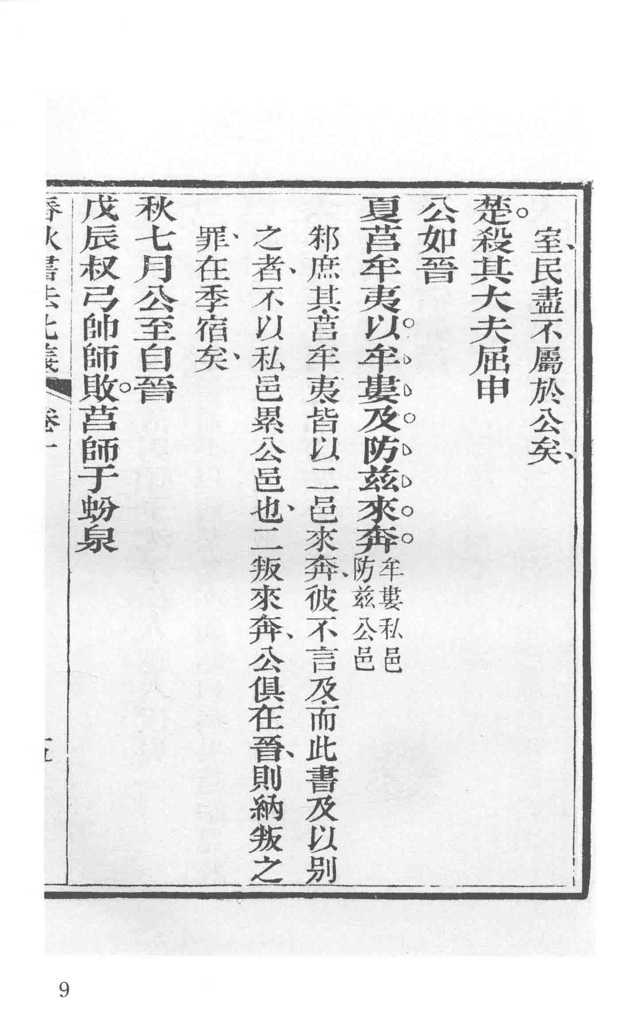 室民盡不屬於公矣
楚殺其大夫屈申
公如晉
夏莒牟夷以牟婁及防茲來奔牟婁私邑防茲公邑
邾庶其莒牟夷皆以二邑來奔彼不言及而此書及以別
之者不以私邑累公邑也二叛來奔公俱在晉則納叛之
罪在季宿矣
秋七月公至自晉
戊辰叔弓帥師敗莒師于蚡泉
春秋書法比義
9